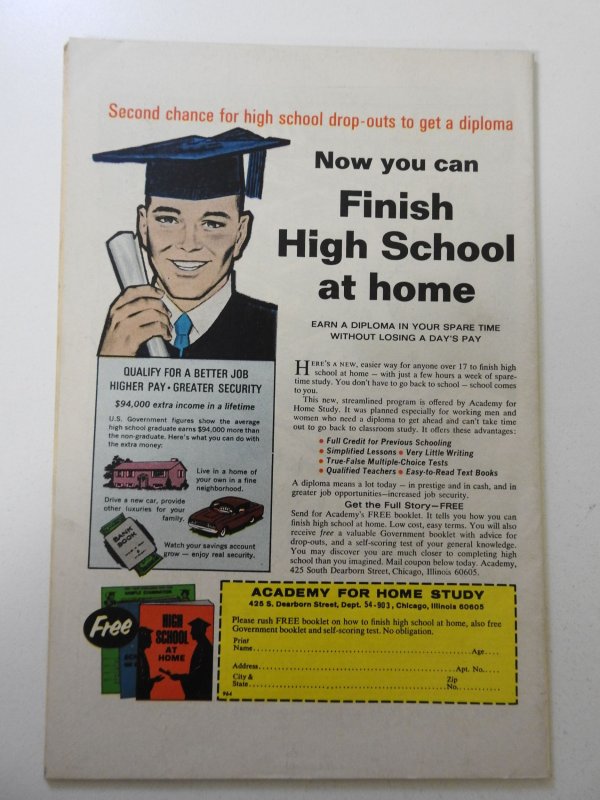 Second chance for high school drop-outs to get a diploma
Now you can
Finish
High School
at home
EARN A DIPLOMA IN YOUR SPARE TIME
WITHOUT LOSING A DAY'S PAY
QUALIFY FOR A BETTER JOB
HIGHER PAY • GREATER SECURITY
$94,000 extra income in a lifetime
U.S. Government figures show the average
high school graduate earns $94,000 more than
the non-graduate. Here's what you can do with
the extra money:
Live in a home of
your own in a fine
neighborhood.
Drive a new car, provide
other luxuries for your
family.
BANK
BOOK
Watch your savings account
grow — enjoy real security.
HERE'S A NEW, easier way for anyone over 17 to finish high
school at home — with just a few hours a week of spare-
time study. You don't have to go back to school — school comes
to you.
This new, streamlined program is offered by Academy for
Home Study. It was planned especially for working men and
women who need a diploma to get ahead and can't take time
out to go back to classroom study. It offers these advantages:
• Full Credit for Previous Schooling
• Simplified Lessons • Very Little Writing
• True-False Multiple-Choice Tests
• Qualified Teachers • Easy-to-Read Text Books
A diploma means a lot today — in prestige and in cash, and in
greater job opportunities—increased job security.
Get the Full Story—FREE
Send for Academy's FREE booklet. It tells you how you can
finish high school at home. Low cost, easy terms. You will also
receive free a valuable Government booklet with advice for
drop-outs, and a self-scoring test of your general knowledge.
You may discover you are much closer to completing high
school than you imagined. Mail coupon below today. Academy,
425 South Dearborn Street, Chicago, Illinois 60605.
Free
SAMPLE EXAMINATION
HIGH
SCHOOL
AT
HOME
ACADEMY FOR HOME STUDY
425 S. Dearborn Street, Dept. 54-903, Chicago, Illinois 60605
Please rush FREE booklet on how to finish high school at home, also free
Government booklet and self-scoring test. No obligation.
Print
Name Age
Address Apt. No.
City & Zip
State No.